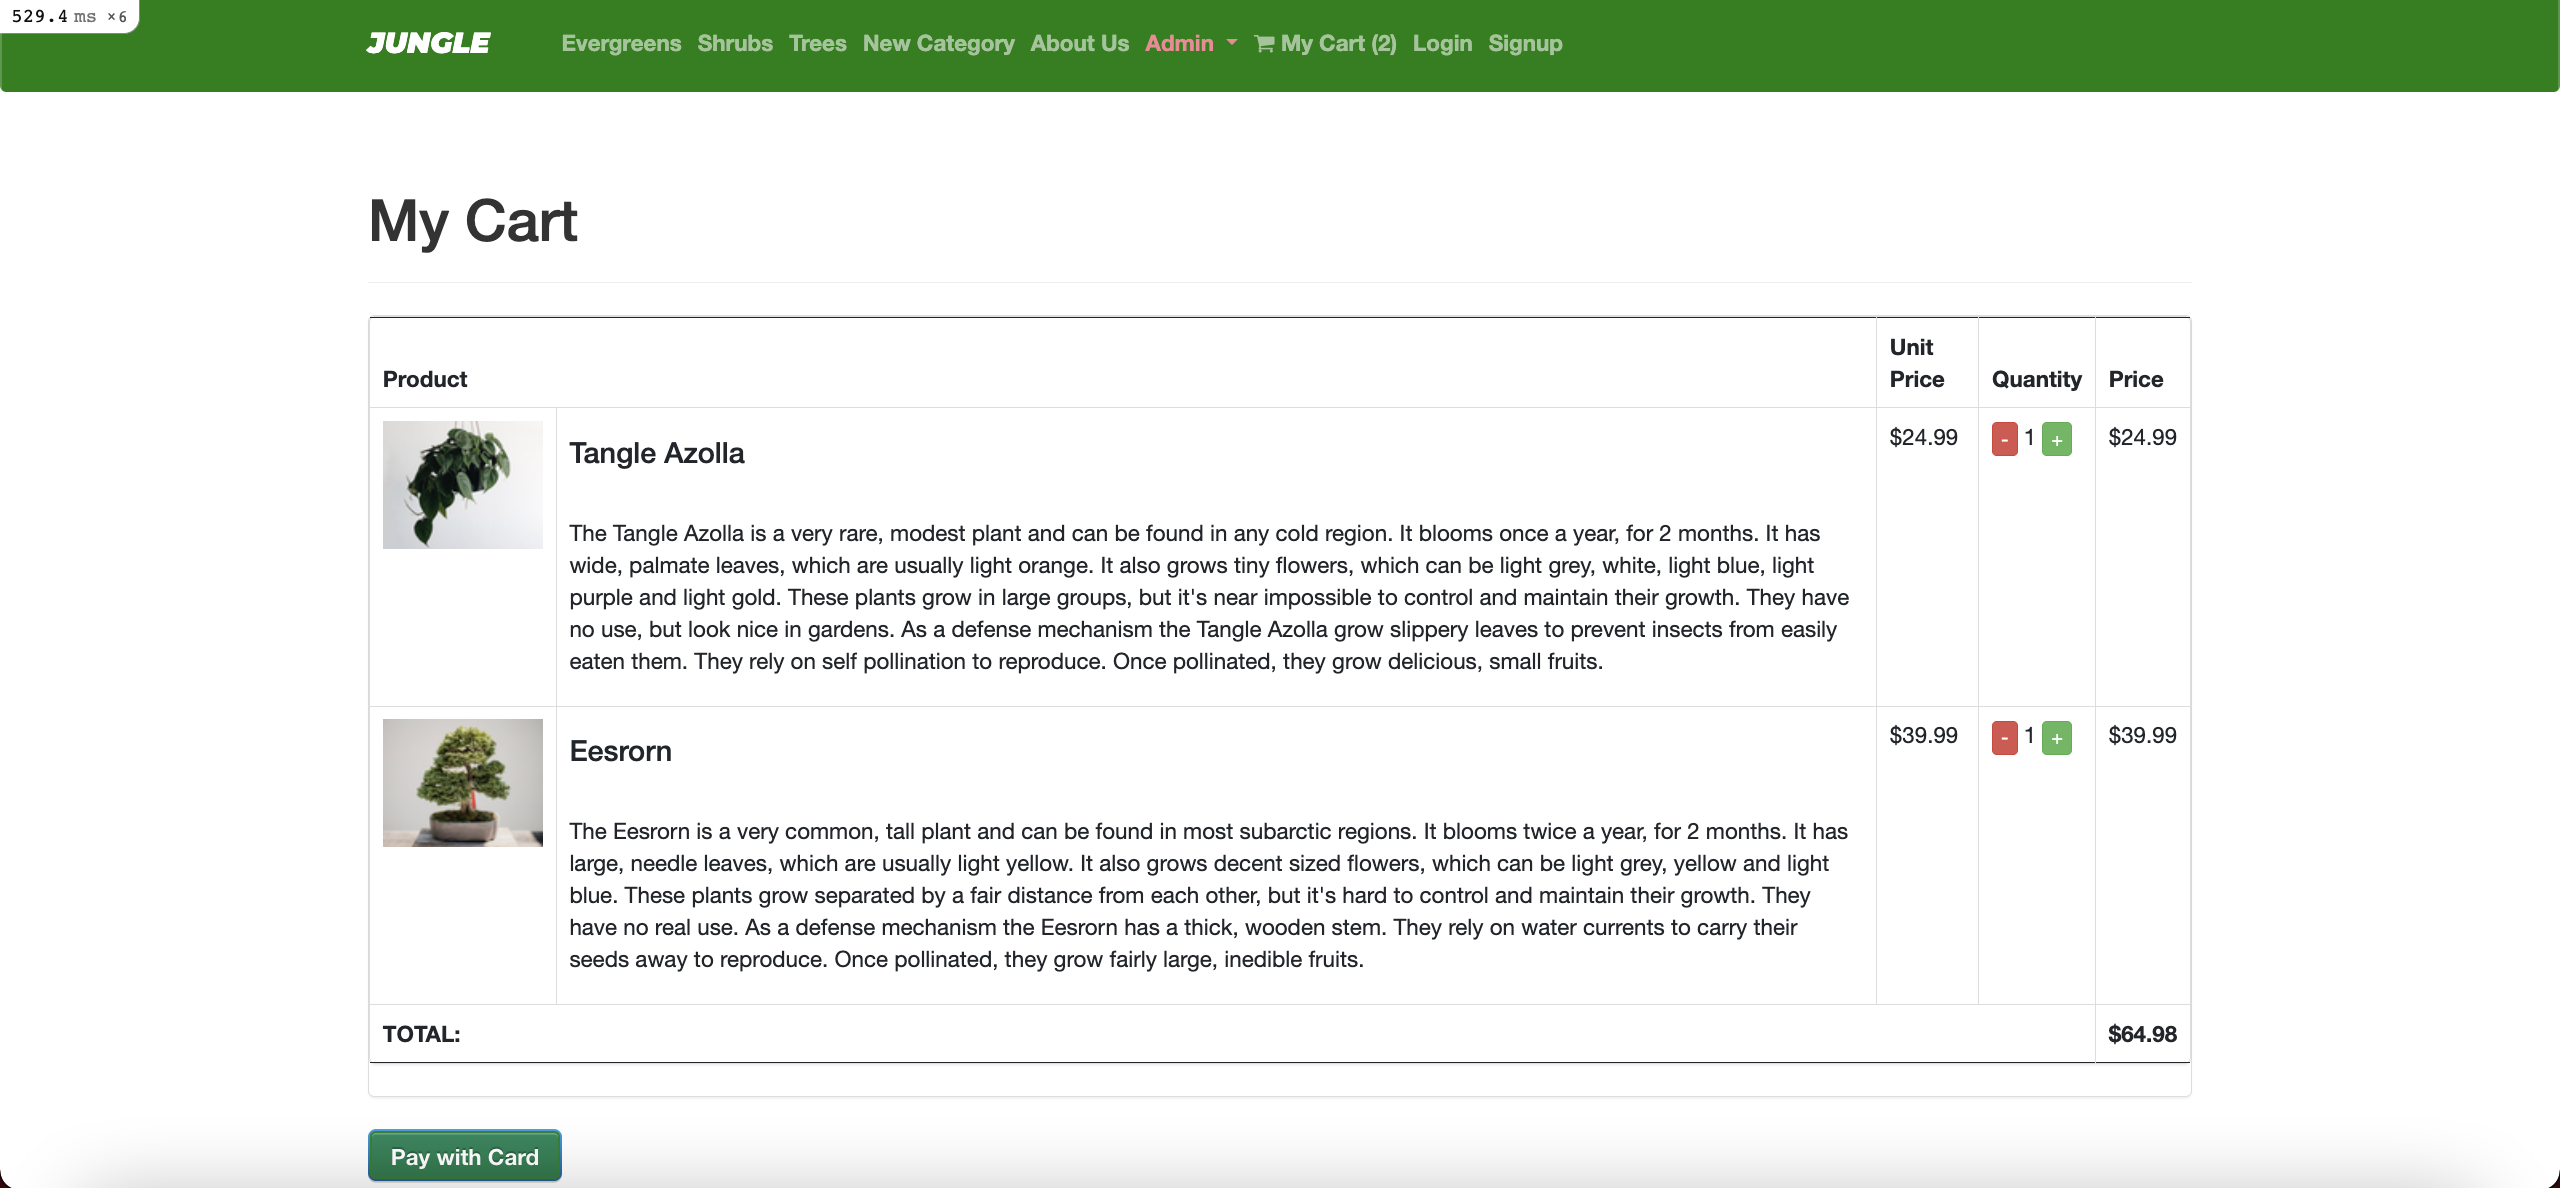 529.4 ms ×6
JUNGLE Evergreens Shrubs Trees New Category About Us Admin My Cart (2) Login Signup
My Cart
Product Unit Price Quantity Price
Tangle Azolla $24.99 - 1 + $24.99
The Tangle Azolla is a very rare, modest plant and can be found in any cold region. It blooms once a year, for 2 months. It has
wide, palmate leaves, which are usually light orange. It also grows tiny flowers, which can be light grey, white, light blue, light
purple and light gold. These plants grow in large groups, but it's near impossible to control and maintain their growth. They have
no use, but look nice in gardens. As a defense mechanism the Tangle Azolla grow slippery leaves to prevent insects from easily
eaten them. They rely on self pollination to reproduce. Once pollinated, they grow delicious, small fruits.
Eesrorn $39.99 - 1 + $39.99
The Eesrorn is a very common, tall plant and can be found in most subarctic regions. It blooms twice a year, for 2 months. It has
large, needle leaves, which are usually light yellow. It also grows decent sized flowers, which can be light grey, yellow and light
blue. These plants grow separated by a fair distance from each other, but it's hard to control and maintain their growth. They
have no real use. As a defense mechanism the Eesrorn has a thick, wooden stem. They rely on water currents to carry their
seeds away to reproduce. Once pollinated, they grow fairly large, inedible fruits.
TOTAL: $64.98
Pay with Card